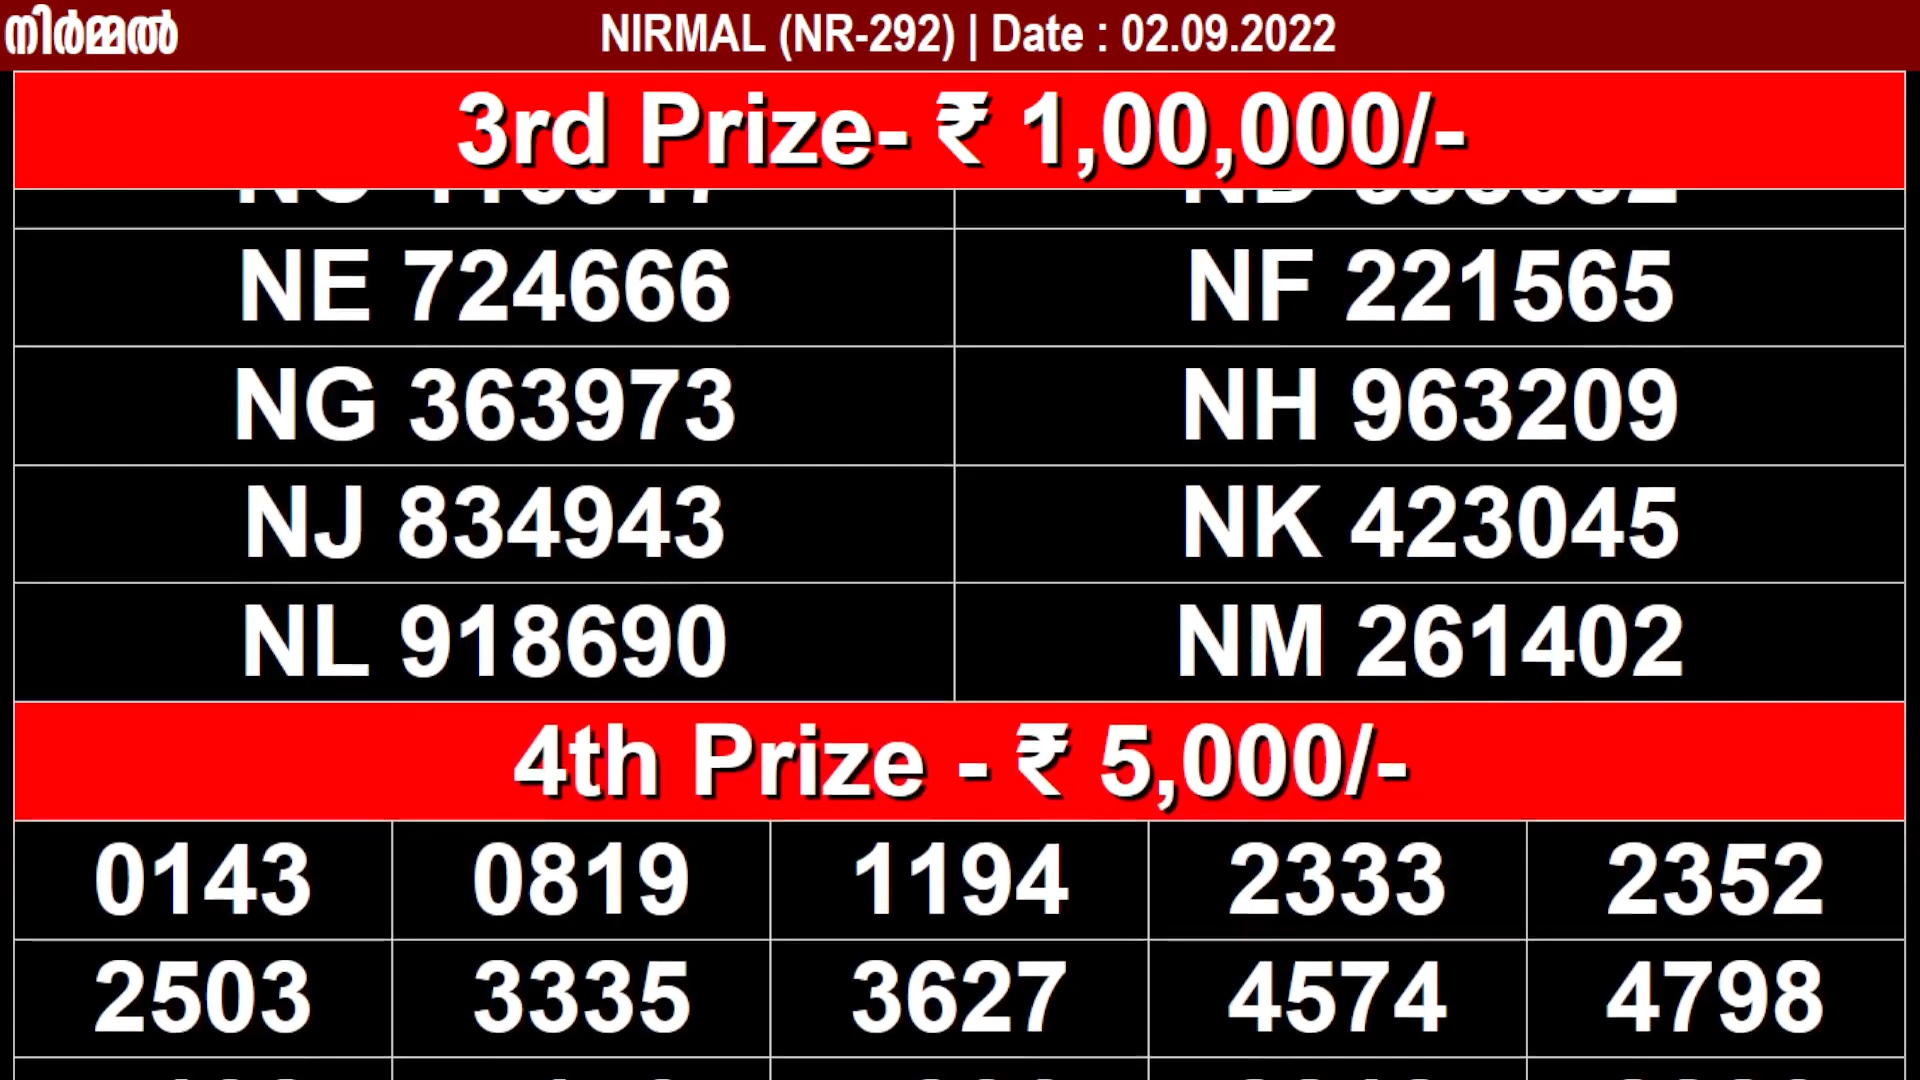 നിർമ്മൽ
NIRMAL (NR-292) | Date : 02.09.2022
3rd Prize- ₹ 1,00,000/-
NE 724666 NF 221565
NG 363973 NH 963209
NJ 834943 NK 423045
NL 918690 NM 261402
4th Prize - ₹ 5,000/-
0143 0819 1194 2333 2352
2503 3335 3627 4574 4798